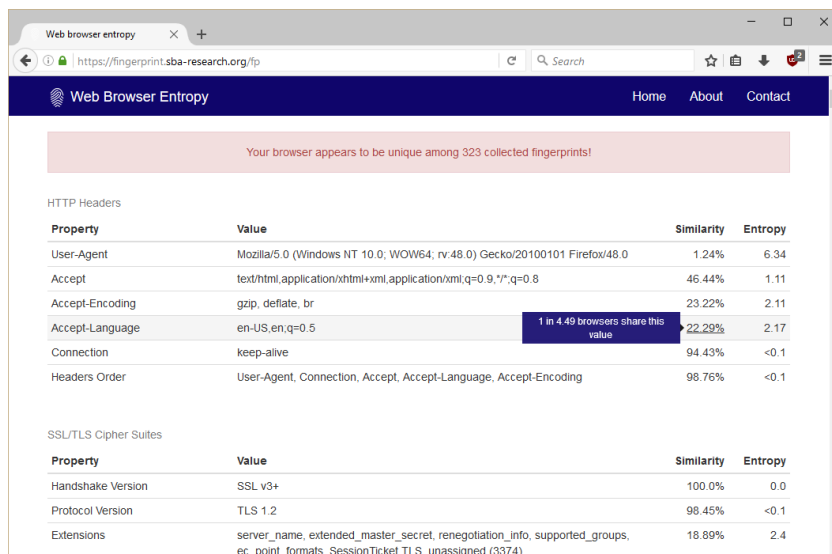 Web browser entropy
https://fingerprint.sba-research.org/fp
Search
2
Web Browser Entropy
Home About Contact
Your browser appears to be unique among 323 collected fingerprints!
HTTP Headers
Property Value Similarity Entropy
User-Agent Mozilla/5.0 (Windows NT 10.0; WOW64; rv:48.0) Gecko/20100101 Firefox/48.0 1.24% 6.34
Accept text/html,application/xhtml+xml,application/xml;q=0.9,*/*;q=0.8 46.44% 1.11
Accept-Encoding gzip, deflate, br 23.22% 2.11
1 in 4.49 browsers share this
value
Accept-Language en-US,en;q=0.5 22.29% 2.17
Connection keep-alive 94.43% <0.1
Headers Order User-Agent, Connection, Accept, Accept-Language, Accept-Encoding 98.76% <0.1
SSL/TLS Cipher Suites
Property Value Similarity Entropy
Handshake Version SSL v3+ 100.0% 0.0
Protocol Version TLS 1.2 98.45% <0.1
Extensions server_name, extended_master_secret, renegotiation_info, supported_groups, 18.89% 2.4
ec_point_formats, SessionTicket TLS, unassigned (3374)